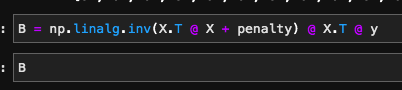 : B = np.linalg.inv(X.T @ X + penalty) @ X.T @ y
: B